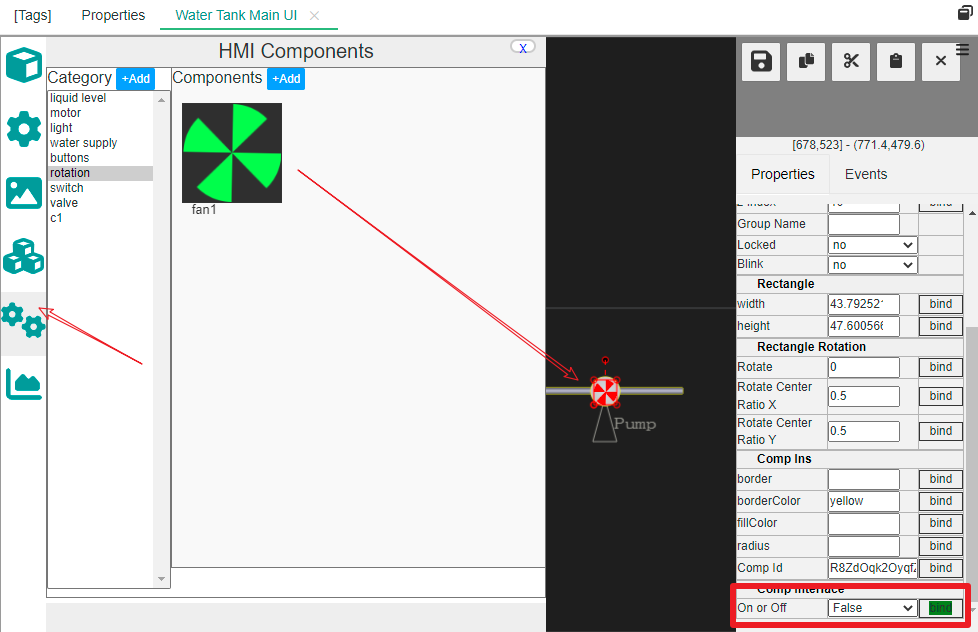 [Tags] Properties Water Tank Main UI ×
HMI Components X
Category +Add Components +Add
liquid level
motor
light
water supply
buttons
rotation
switch
valve
c1
fan1
Pump
[678,523] - (771.4,479.6)
Properties Events
Group Name
Locked no
Blink no
Rectangle
width 43.79252 bind
height 47.60056 bind
Rectangle Rotation
Rotate 0 bind
Rotate Center
Ratio X 0.5 bind
Rotate Center
Ratio Y 0.5 bind
Comp Ins
border bind
borderColor yellow bind
fillColor bind
radius bind
Comp Id R8ZdOqk2Oyqf bind
Comp Interface
On or Off False bind